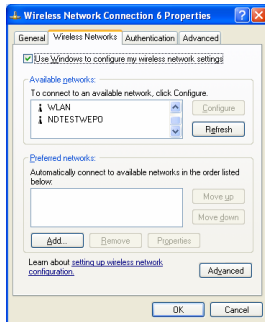 Wireless Network Connection 6 Properties
General Wireless Networks Authentication Advanced
Use Windows to configure my wireless network settings
Available networks:
To connect to an available network, click Configure.
WLAN
NDTESTWEP0
Configure
Refresh
Preferred networks:
Automatically connect to available networks in the order listed
below:
Move up
Move down
Add... Remove Properties
Learn about setting up wireless network
configuration.
Advanced
OK Cancel